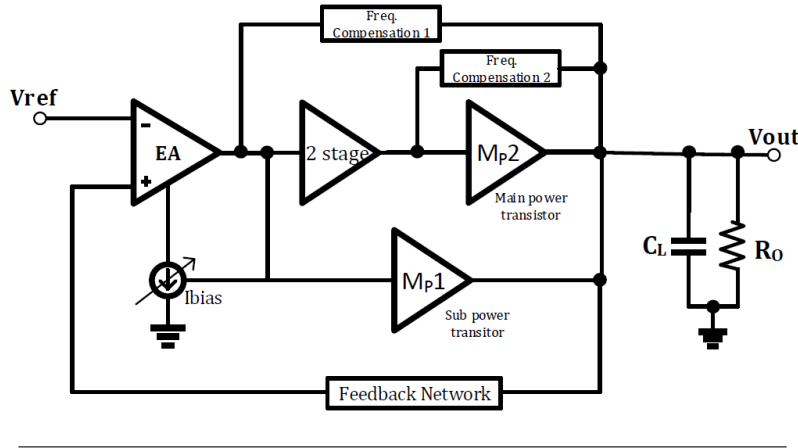 Freq.
Compensation 1
Freq.
Compensation 2
Vref
-
EA
+
2 stage
MP2
Vout
Main power
transistor
Ibias
MP1
Sub power
transitor
CL
RO
Feedback Network